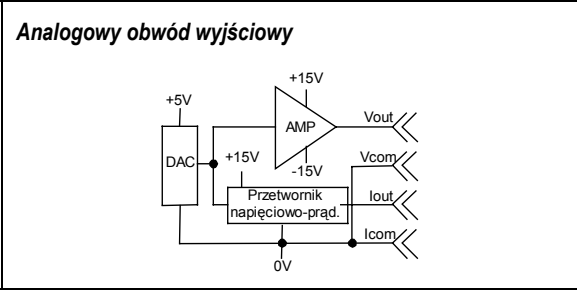 Analogowy obwód wyjściowy
+15V
+5V
Vout
AMP
Vcom
DAC
+15V
-15V
Iout
Przetwornik
napięciowo-prąd.
Icom
0V